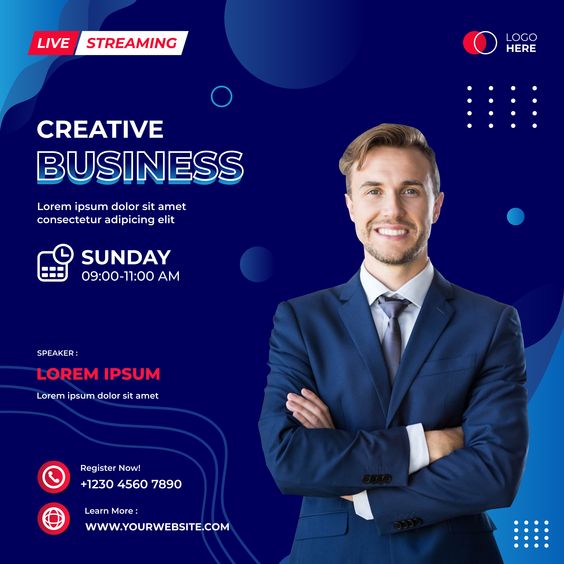 LIVE STREAMING
LOGO
HERE
CREATIVE
BUSINESS
Lorem ipsum dolor sit amet
consectetur adipicing elit
SUNDAY
09:00-11:00 AM
SPEAKER :
LOREM IPSUM
Lorem ipsum dolor sit amet
Register Now!
+1230 4560 7890
Learn More :
WWW.YOURWEBSITE.COM